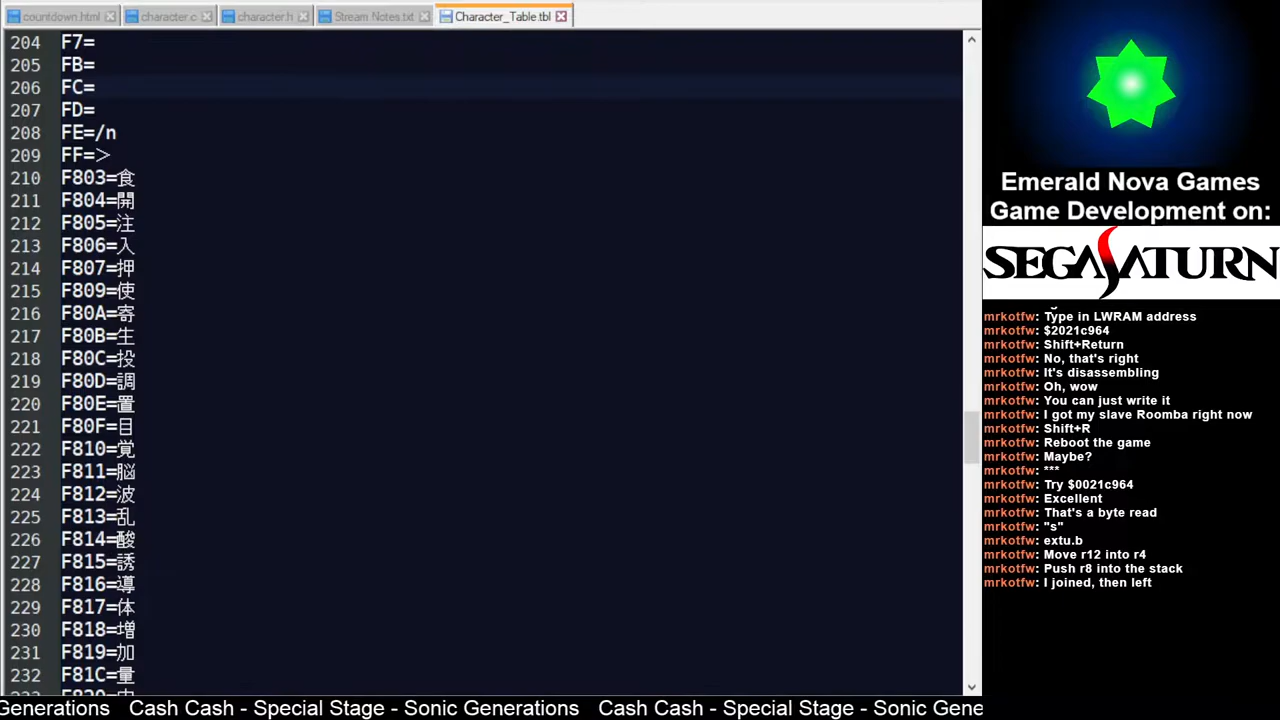 countdown.html
character.c
character.h
Stream Notes.txt
Character_Table.tbl
204 F7=
205 FB=
206 FC=
207 FD=
208 FE=/n
209 FF=＞
210 F803=食
211 F804=開
212 F805=注
213 F806=入
214 F807=押
215 F809=使
216 F80A=寄
217 F80B=生
218 F80C=投
219 F80D=調
220 F80E=置
221 F80F=目
222 F810=覚
223 F811=脳
224 F812=波
225 F813=乱
226 F814=酸
227 F815=誘
228 F816=導
229 F817=体
230 F818=増
231 F819=加
232 F81C=量
Emerald Nova Games
Game Development on:
SEGA SATURN
mrkotfw: Type in LWRAM address
mrkotfw: $2021c964
mrkotfw: Shift+Return
mrkotfw: No, that's right
mrkotfw: It's disassembling
mrkotfw: Oh, wow
mrkotfw: You can just write it
mrkotfw: I got my slave Roomba right now
mrkotfw: Shift+R
mrkotfw: Reboot the game
mrkotfw: Maybe?
mrkotfw: ***
mrkotfw: Try $0021c964
mrkotfw: Excellent
mrkotfw: That's a byte read
mrkotfw: "s"
mrkotfw: extu.b
mrkotfw: Move r12 into r4
mrkotfw: Push r8 into the stack
mrkotfw: I joined, then left
Generations Cash Cash - Special Stage - Sonic Generations Cash Cash - Special Stage - Sonic Gene